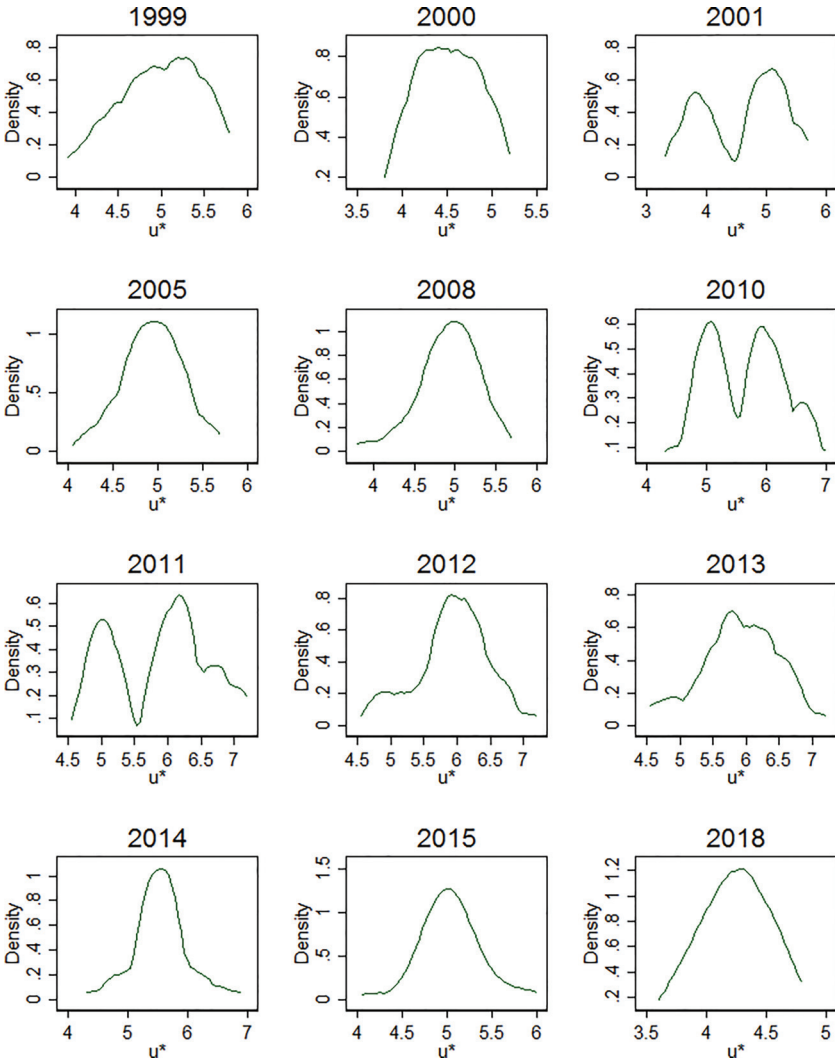 1999
2000
2001
Density
0 .2 .4 .6 .8
4 4.5 5 5.5 6
u*
Density
.2 .4 .6 .8
3.5 4 4.5 5 5.5
u*
Density
0 .2 .4 .6 .8
3 4 5 6
u*
2005
2008
2010
Density
0 .5 1
4 4.5 5 5.5 6
u*
Density
0 .2 .4 .6 .8 1
4 4.5 5 5.5 6
u*
Density
.1 .2 .3 .4 .5 .6
4 5 6 7
u*
2011
2012
2013
Density
.1 .2 .3 .4 .5 .6
4.5 5 5.5 6 6.5 7
u*
Density
0 .2 .4 .6 .8
4.5 5 5.5 6 6.5 7
u*
Density
0 .2 .4 .6 .8
4.5 5 5.5 6 6.5 7
u*
2014
2015
2018
Density
0 .2 .4 .6 .8 1
4 5 6 7
u*
Density
0 .5 1 1.5
4 4.5 5 5.5 6
u*
Density
.2 .4 .6 .8 1 1.2
3.5 4 4.5 5
u*